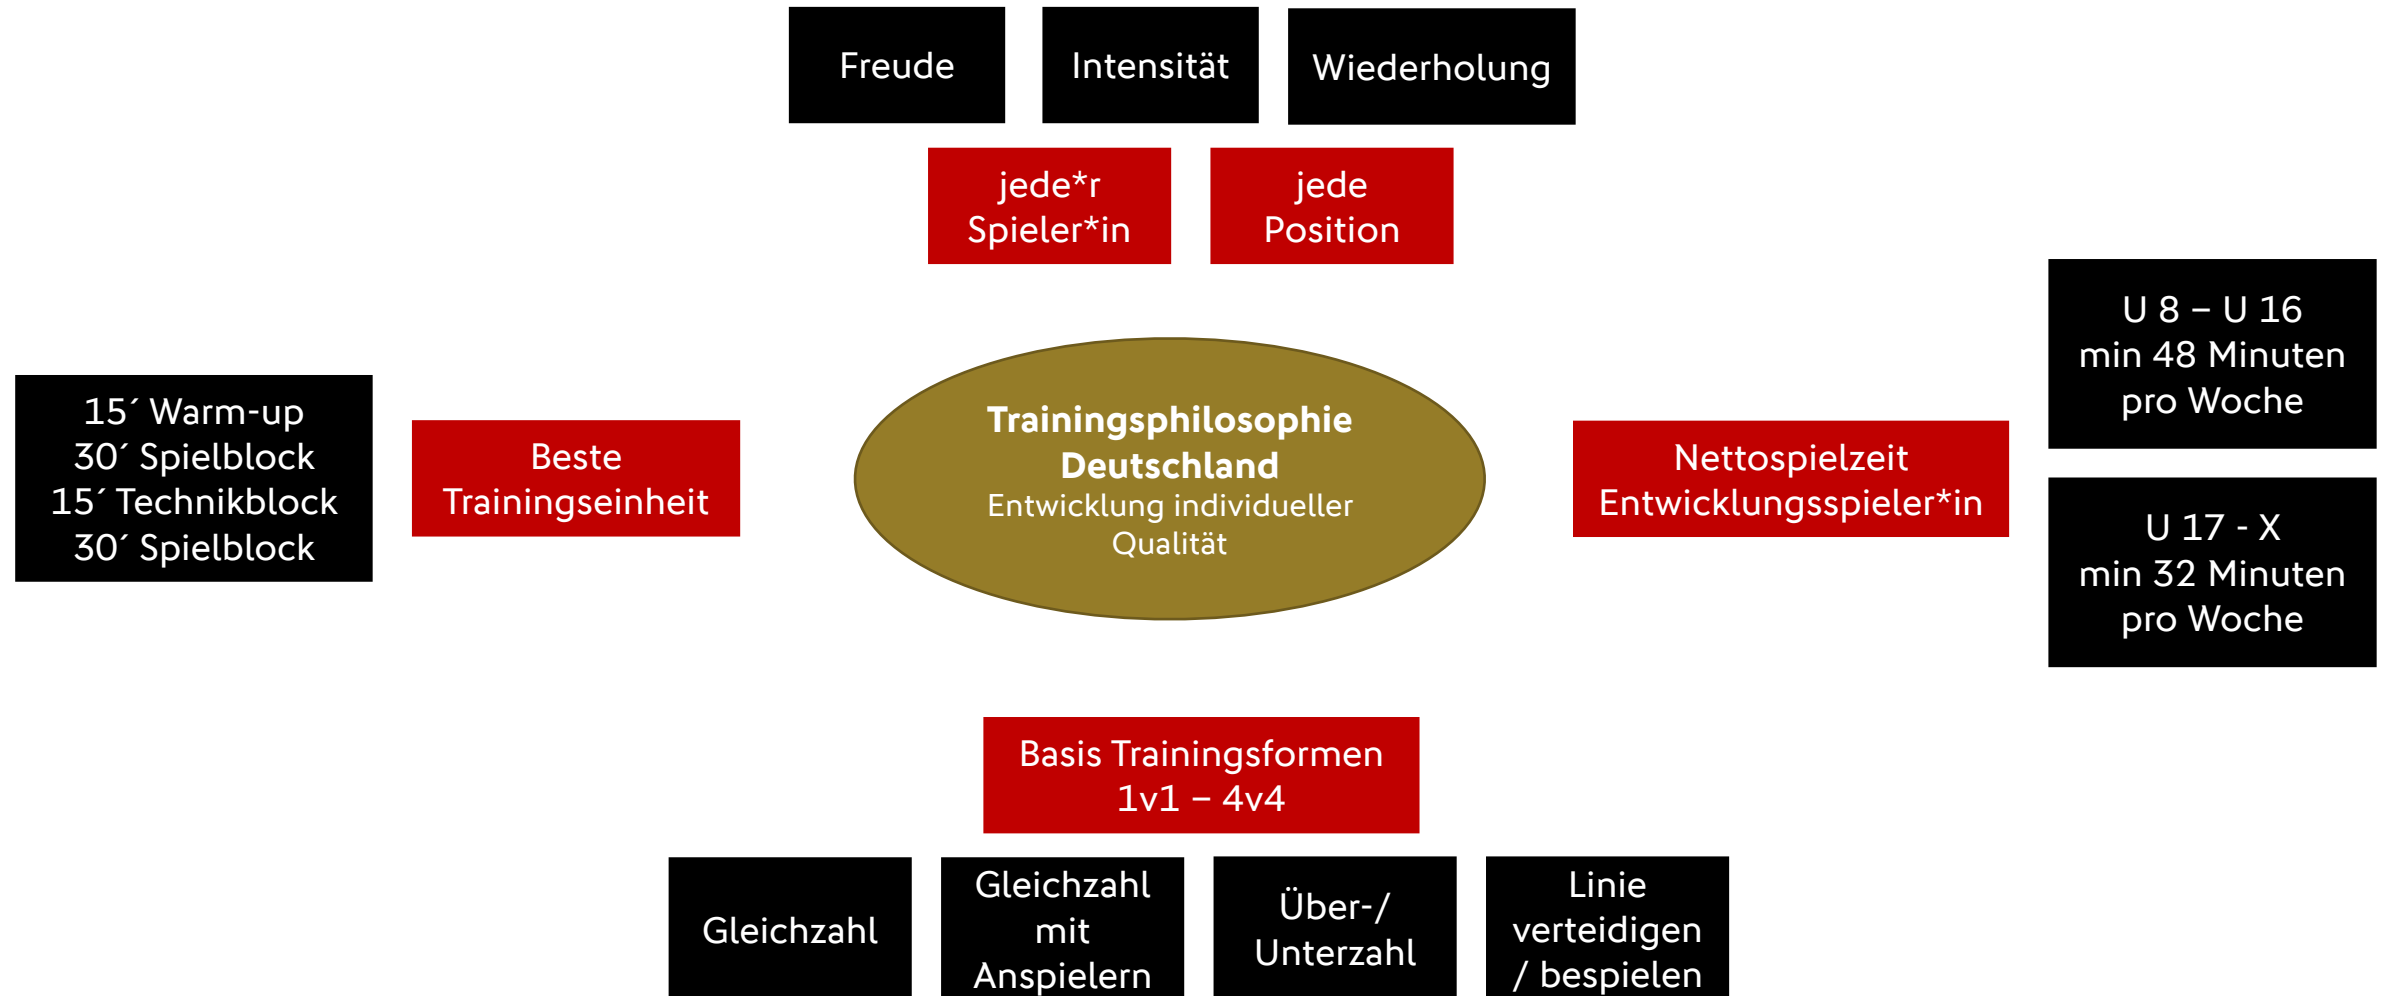 Freude
Intensität
Wiederholung
jede*r
Spieler*in
jede
Position
15´ Warm-up
30´ Spielblock
15´ Technikblock
30´ Spielblock
Beste
Trainingseinheit
Trainingsphilosophie
Deutschland
Entwicklung individueller
Qualität
Nettospielzeit
Entwicklungsspieler*in
U 8 – U 16
min 48 Minuten
pro Woche
U 17 - X
min 32 Minuten
pro Woche
Basis Trainingsformen
1v1 – 4v4
Gleichzahl
Gleichzahl
mit
Anspielern
Über-/
Unterzahl
Linie
verteidigen
/ bespielen